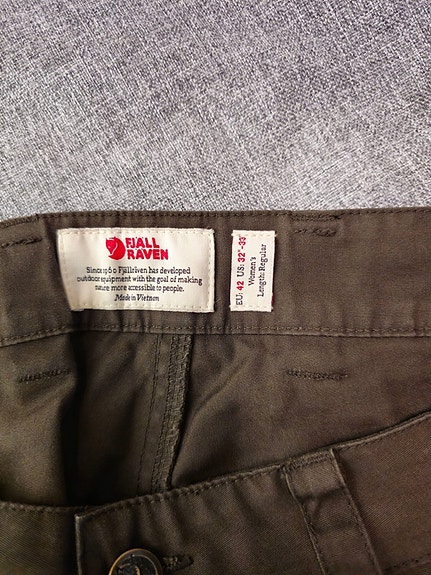 FJÄLL
RÄVEN
Since 1960 Fjällräven has developed
outdoor equipment with the goal of making
nature more accessible to people.
Made in Vietnam
EU: 42 US: 32"-33"
Women's
Length: Regular